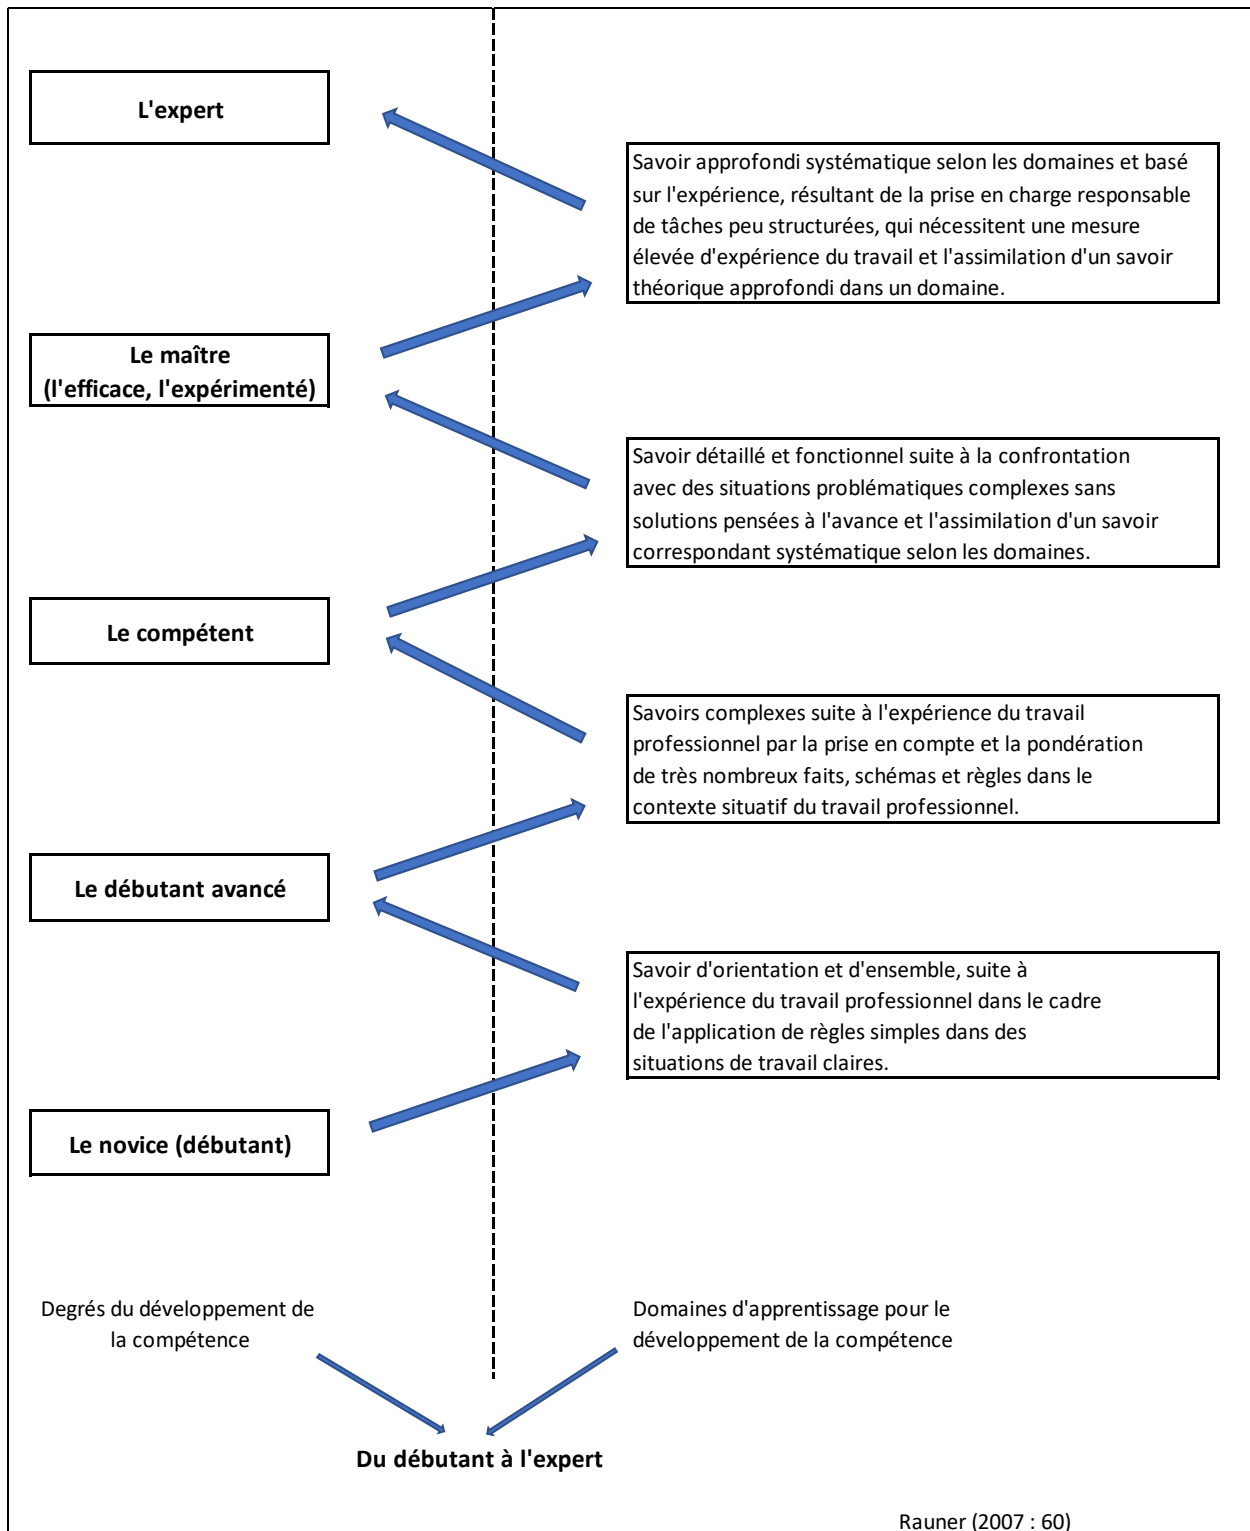 L'expert
Savoir approfondi systématique selon les domaines et basé
sur l'expérience, résultant de la prise en charge responsable
de tâches peu structurées, qui nécessitent une mesure
élevée d'expérience du travail et l'assimilation d'un savoir
théorique approfondi dans un domaine.
Le maître
(l'efficace, l'expérimenté)
Savoir détaillé et fonctionnel suite à la confrontation
avec des situations problématiques complexes sans
solutions pensées à l'avance et l'assimilation d'un savoir
correspondant systématique selon les domaines.
Le compétent
Savoirs complexes suite à l'expérience du travail
professionnel par la prise en compte et la pondération
de très nombreux faits, schémas et règles dans le
contexte situatif du travail professionnel.
Le débutant avancé
Savoir d'orientation et d'ensemble, suite à
l'expérience du travail professionnel dans le cadre
de l'application de règles simples dans des
situations de travail claires.
Le novice (débutant)
Degrés du développement de
la compétence
Domaines d'apprentissage pour le
développement de la compétence
Du débutant à l'expert
Rauner (2007 : 60)